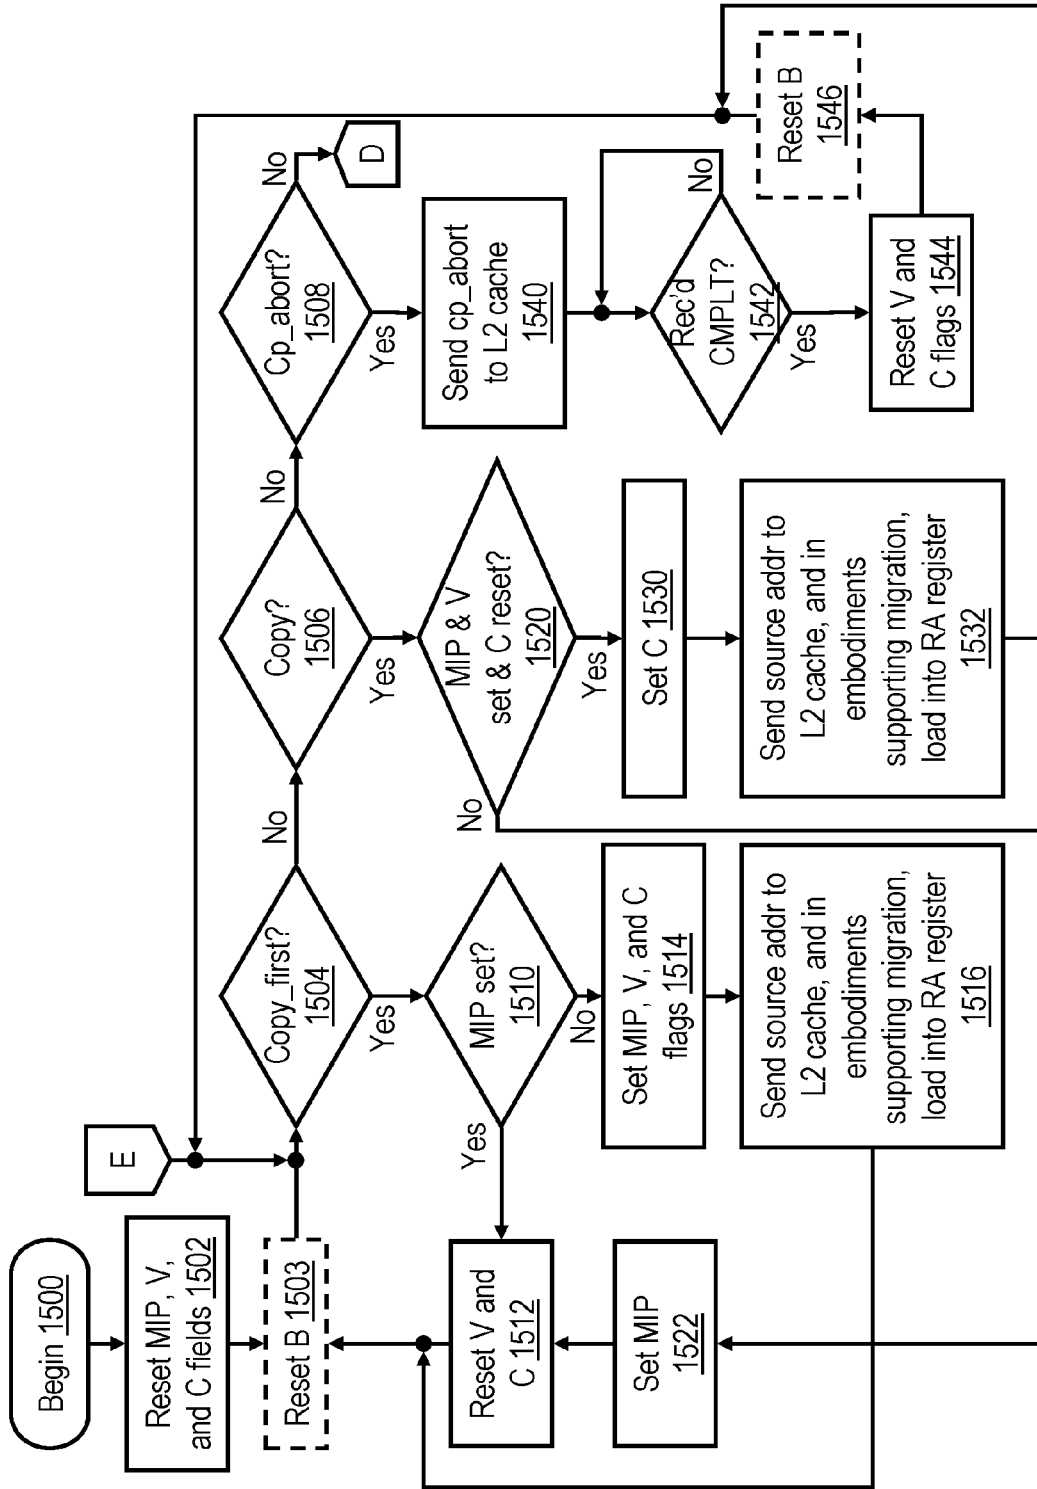 Begin 1500
Reset MIP, V,
and C fields 1502
Reset B 1503
E
Copy_first?
1504
No
Yes
Copy?
1506
No
Yes
Cp_abort?
1508
No
Yes
D
MIP set?
1510
Yes
No
Reset V and
C 1512
Set MIP, V, and C
flags 1514
Send source addr to
L2 cache, and in
embodiments
supporting migration,
load into RA register
1516
Set MIP
1522
MIP & V
set & C reset?
1520
No
Yes
Set C 1530
Send source addr to
L2 cache, and in
embodiments
supporting migration,
load into RA register
1532
Send cp_abort
to L2 cache
1540
Rec'd
CMPLT?
1542
No
Yes
Reset V and
C flags 1544
Reset B
1546